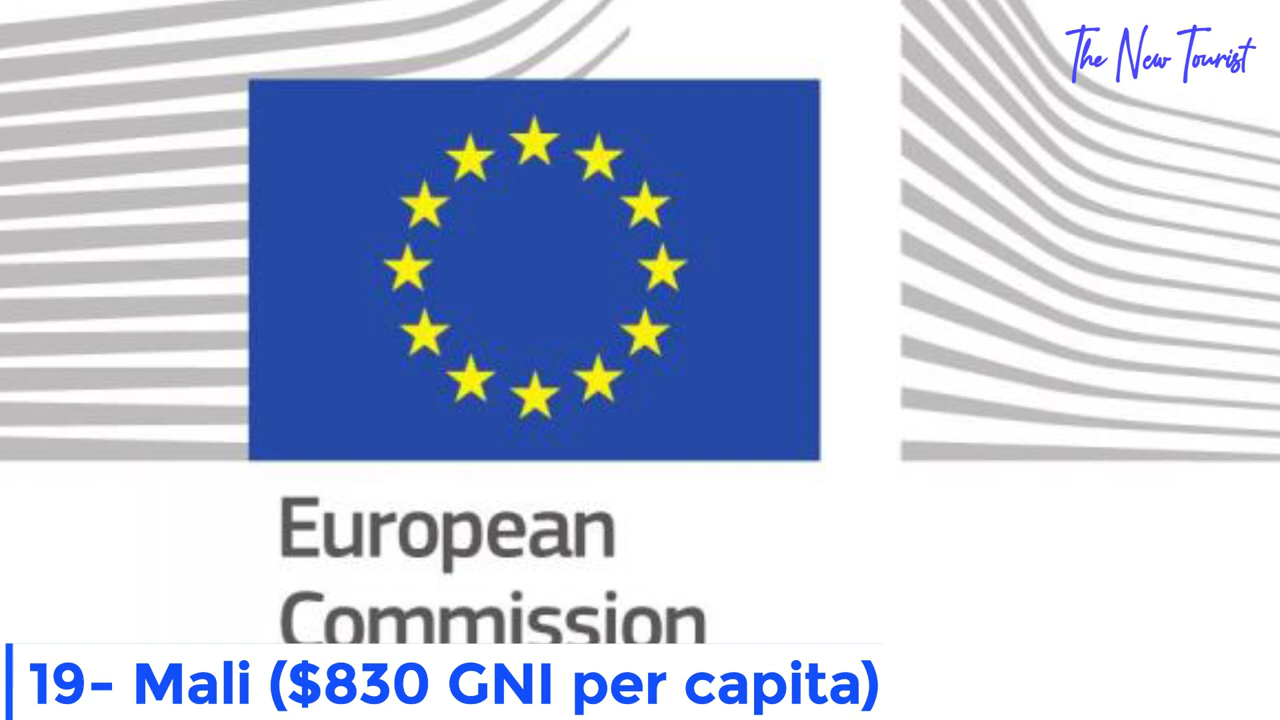 The New Tourist
European
Commission
19- Mali ($830 GNI per capita)